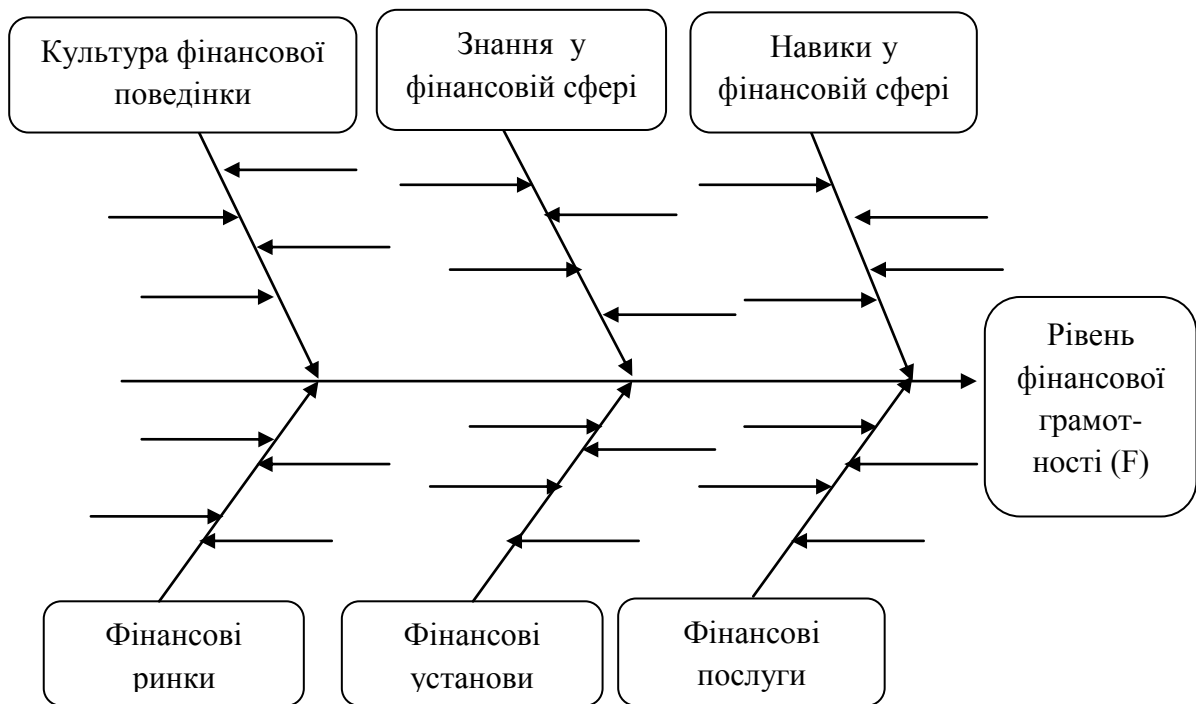 Культура фінансової
поведінки
Знання у
фінансовій сфері
Навики у
фінансовій сфері
Рівень
фінансової
грамот-
ності (F)
Фінансові
ринки
Фінансові
установи
Фінансові
послуги